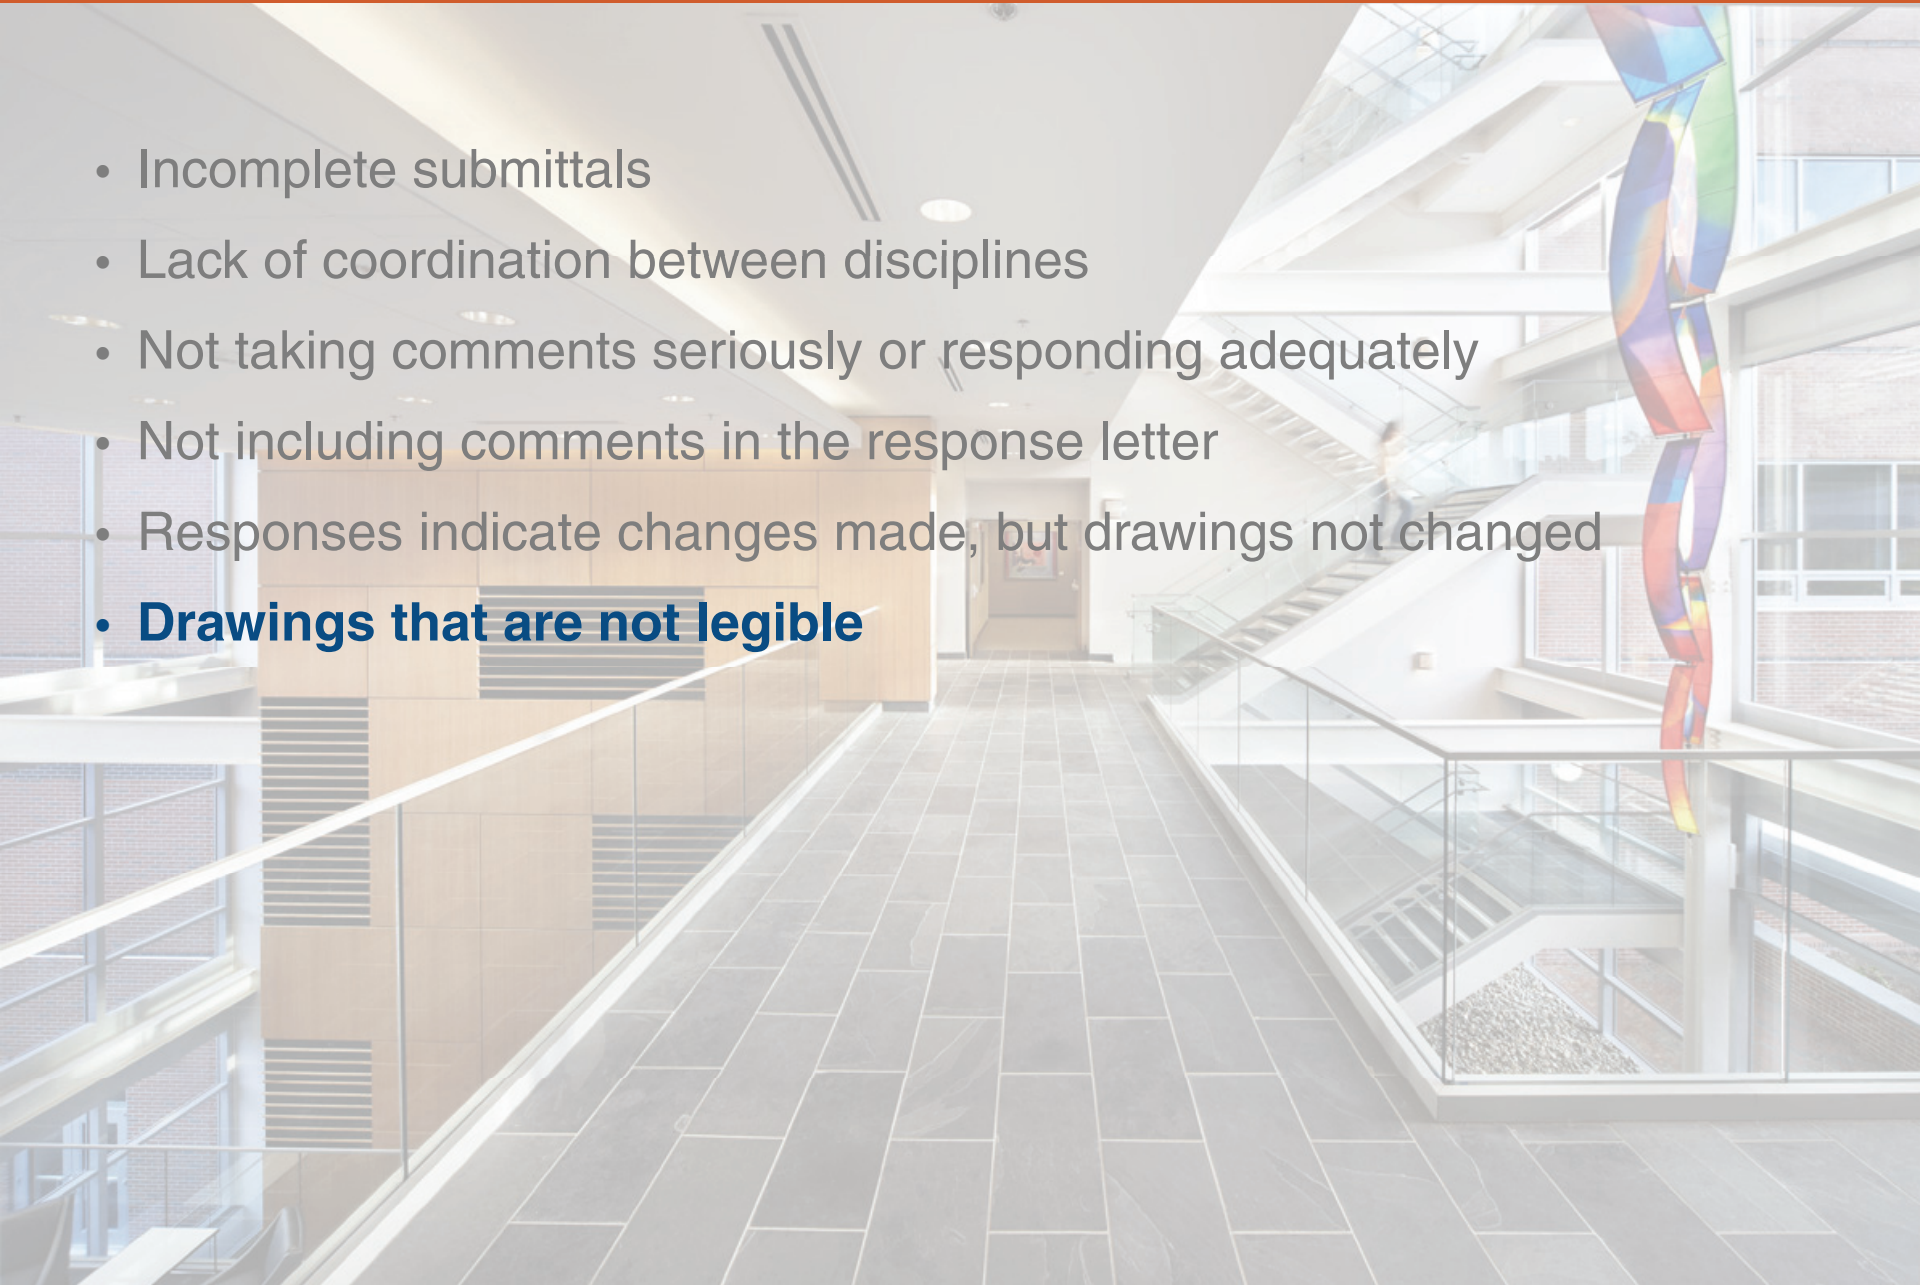 • Incomplete submittals
• Lack of coordination between disciplines
• Not taking comments seriously or responding adequately
• Not including comments in the response letter
• Responses indicate changes made, but drawings not changed
• Drawings that are not legible